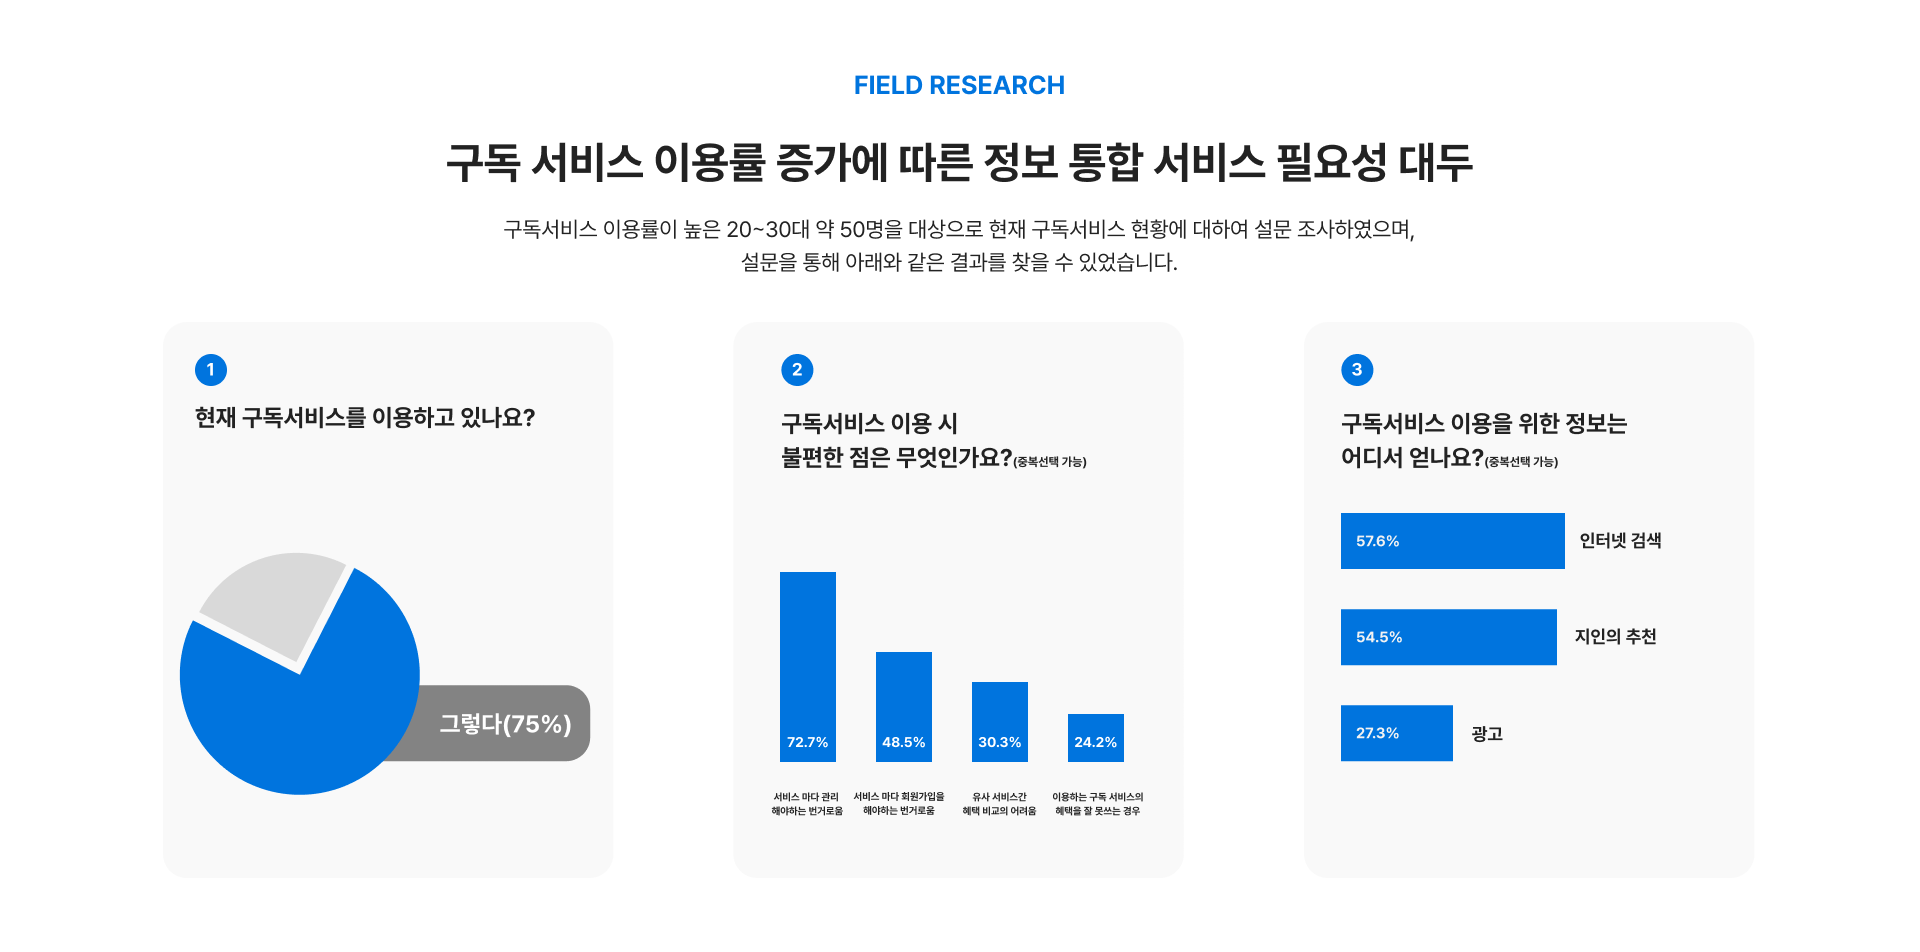 FIELD RESEARCH
구독 서비스 이용률 증가에 따른 정보 통합 서비스 필요성 대두
구독서비스 이용률이 높은 20~30대 약 50명을 대상으로 현재 구독서비스 현황에 대하여 설문 조사하였으며,
설문을 통해 아래와 같은 결과를 찾을 수 있었습니다.
1
현재 구독서비스를 이용하고 있나요?
그렇다(75%)
2
구독서비스 이용 시
불편한 점은 무엇인가요?(중복선택 가능)
72.7%
48.5%
30.3%
24.2%
서비스 마다 관리
해야하는 번거로움
서비스 마다 회원가입을
해야하는 번거로움
유사 서비스간
혜택 비교의 어려움
이용하는 구독 서비스의
혜택을 잘 못쓰는 경우
3
구독서비스 이용을 위한 정보는
어디서 얻나요?(중복선택 가능)
57.6% 인터넷 검색
54.5% 지인의 추천
27.3% 광고